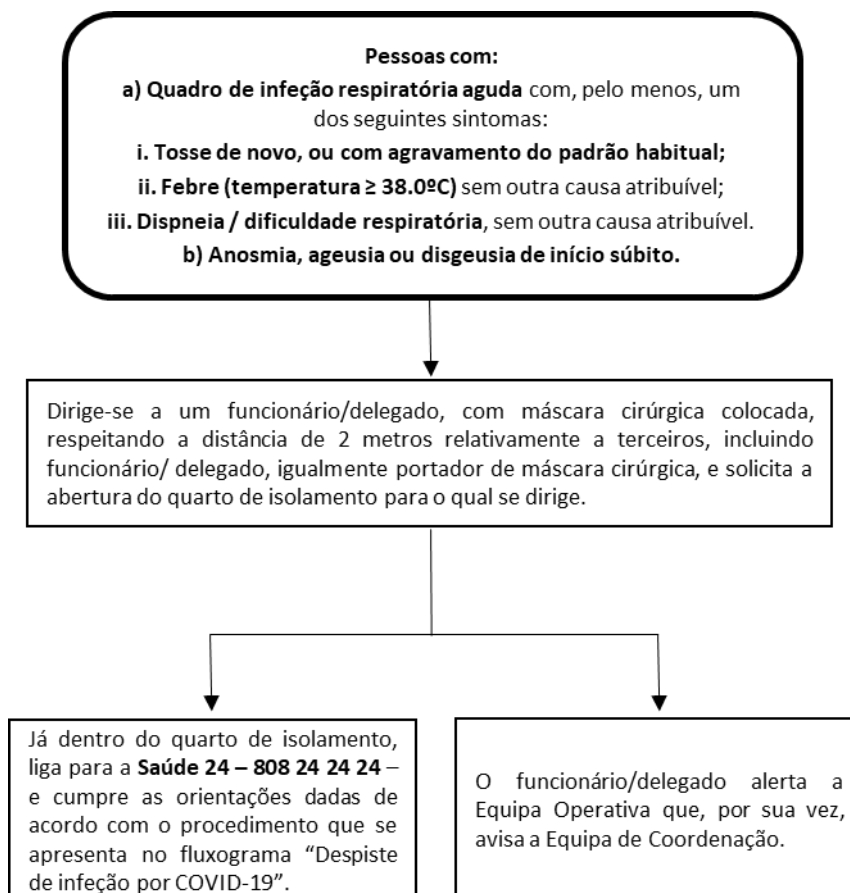 Pessoas com:
a) Quadro de infeção respiratória aguda com, pelo menos, um
dos seguintes sintomas:
i. Tosse de novo, ou com agravamento do padrão habitual;
ii. Febre (temperatura ≥ 38.0ºC) sem outra causa atribuível;
iii. Dispneia / dificuldade respiratória, sem outra causa atribuível.
b) Anosmia, ageusia ou disgeusia de início súbito.
Dirige-se a um funcionário/delegado, com máscara cirúrgica colocada,
respeitando a distância de 2 metros relativamente a terceiros, incluindo
funcionário/ delegado, igualmente portador de máscara cirúrgica, e solicita a
abertura do quarto de isolamento para o qual se dirige.
Já dentro do quarto de isolamento,
liga para a Saúde 24 – 808 24 24 24 –
e cumpre as orientações dadas de
acordo com o procedimento que se
apresenta no fluxograma “Despiste
de infeção por COVID-19”.
O funcionário/delegado alerta a
Equipa Operativa que, por sua vez,
avisa a Equipa de Coordenação.